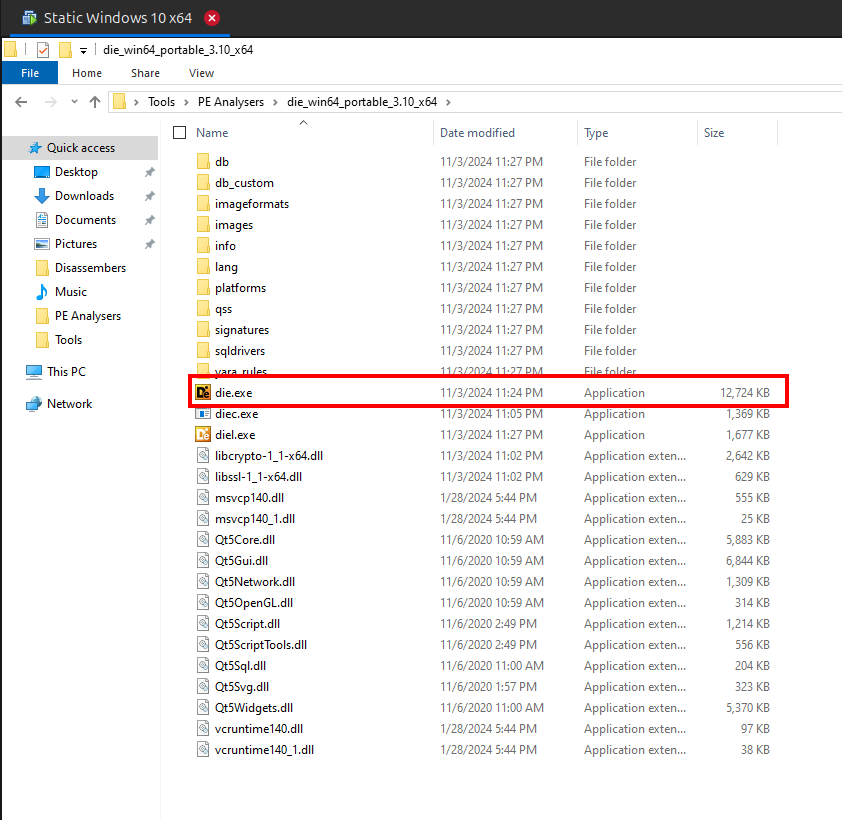 Static Windows 10 x64
die_win64_portable_3.10_x64
File Home Share View
Tools PE Analysers die_win64_portable_3.10_x64
Name Date modified Type Size
Quick access
Desktop
Downloads
Documents
Pictures
Disassembers
Music
PE Analysers
Tools
This PC
Network
db 11/3/2024 11:27 PM File folder
db_custom 11/3/2024 11:27 PM File folder
imageformats 11/3/2024 11:27 PM File folder
images 11/3/2024 11:27 PM File folder
info 11/3/2024 11:27 PM File folder
lang 11/3/2024 11:27 PM File folder
platforms 11/3/2024 11:27 PM File folder
qss 11/3/2024 11:27 PM File folder
signatures 11/3/2024 11:27 PM File folder
sqldrivers 11/3/2024 11:27 PM File folder
yara_rules 11/3/2024 11:27 PM File folder
die.exe 11/3/2024 11:24 PM Application 12,724 KB
diec.exe 11/3/2024 11:05 PM Application 1,369 KB
diel.exe 11/3/2024 11:27 PM Application 1,677 KB
libcrypto-1_1-x64.dll 11/3/2024 11:02 PM Application exten... 2,642 KB
libssl-1_1-x64.dll 11/3/2024 11:02 PM Application exten... 629 KB
msvcp140.dll 1/28/2024 5:44 PM Application exten... 555 KB
msvcp140_1.dll 1/28/2024 5:44 PM Application exten... 25 KB
Qt5Core.dll 11/6/2020 10:59 AM Application exten... 5,883 KB
Qt5Gui.dll 11/6/2020 10:59 AM Application exten... 6,844 KB
Qt5Network.dll 11/6/2020 10:59 AM Application exten... 1,309 KB
Qt5OpenGL.dll 11/6/2020 10:59 AM Application exten... 314 KB
Qt5Script.dll 11/6/2020 2:49 PM Application exten... 1,214 KB
Qt5ScriptTools.dll 11/6/2020 2:49 PM Application exten... 556 KB
Qt5Sql.dll 11/6/2020 11:00 AM Application exten... 204 KB
Qt5Svg.dll 11/6/2020 1:57 PM Application exten... 323 KB
Qt5Widgets.dll 11/6/2020 11:00 AM Application exten... 5,370 KB
vcruntime140.dll 1/28/2024 5:44 PM Application exten... 97 KB
vcruntime140_1.dll 1/28/2024 5:44 PM Application exten... 38 KB